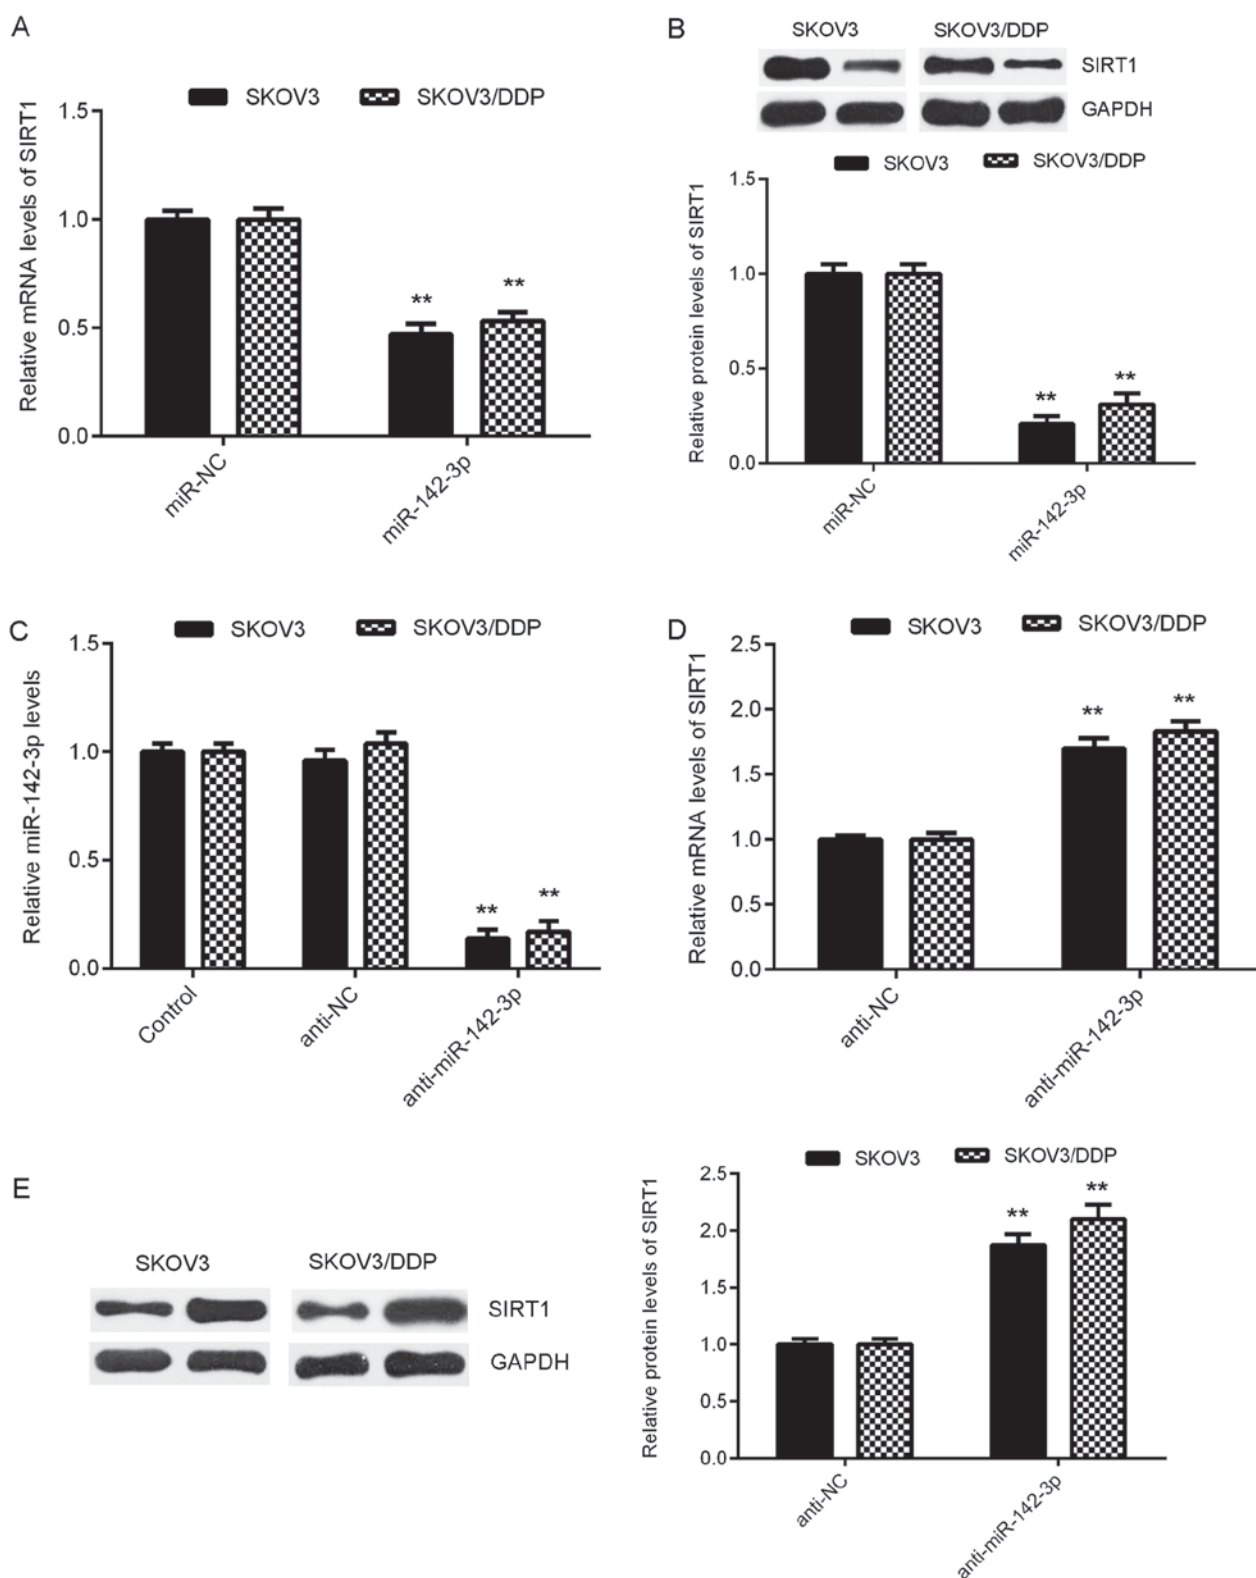 A
SKOV3 SKOV3/DDP
Relative mRNA levels of SIRT1
1.5
1.0
0.5
0.0
** **
miR-NC miR-142-3p
B
SKOV3 SKOV3/DDP
SIRT1
GAPDH
SKOV3 SKOV3/DDP
Relative protein levels of SIRT1
1.5
1.0
0.5
0.0
** **
miR-NC miR-142-3p
C
SKOV3 SKOV3/DDP
Relative miR-142-3p levels
1.5
1.0
0.5
0.0
** **
Control anti-NC anti-miR-142-3p
D
SKOV3 SKOV3/DDP
Relative mRNA levels of SIRT1
2.5
2.0
1.5
1.0
0.5
0.0
** **
anti-NC anti-miR-142-3p
E
SKOV3 SKOV3/DDP
SIRT1
GAPDH
SKOV3 SKOV3/DDP
Relative protein levels of SIRT1
2.5
2.0
1.5
1.0
0.5
0.0
** **
anti-NC anti-miR-142-3p